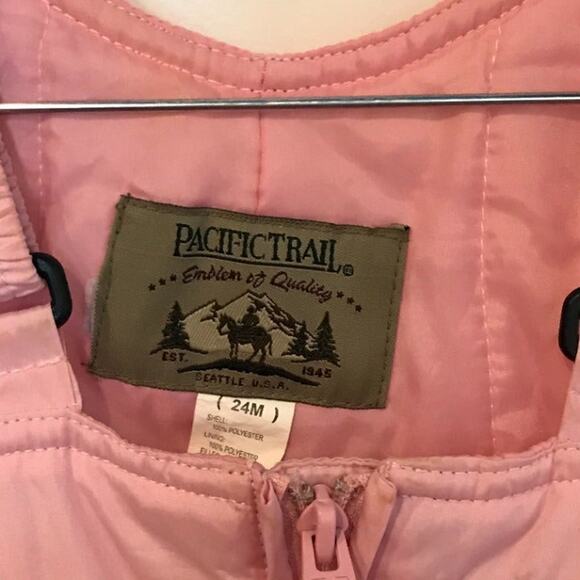 PACIFIC TRAIL®
Emblem of Quality
EST. 1945
SEATTLE U.S.A.
( 24M )
SHELL:
100% POLYESTER
LINING:
100% POLYESTER